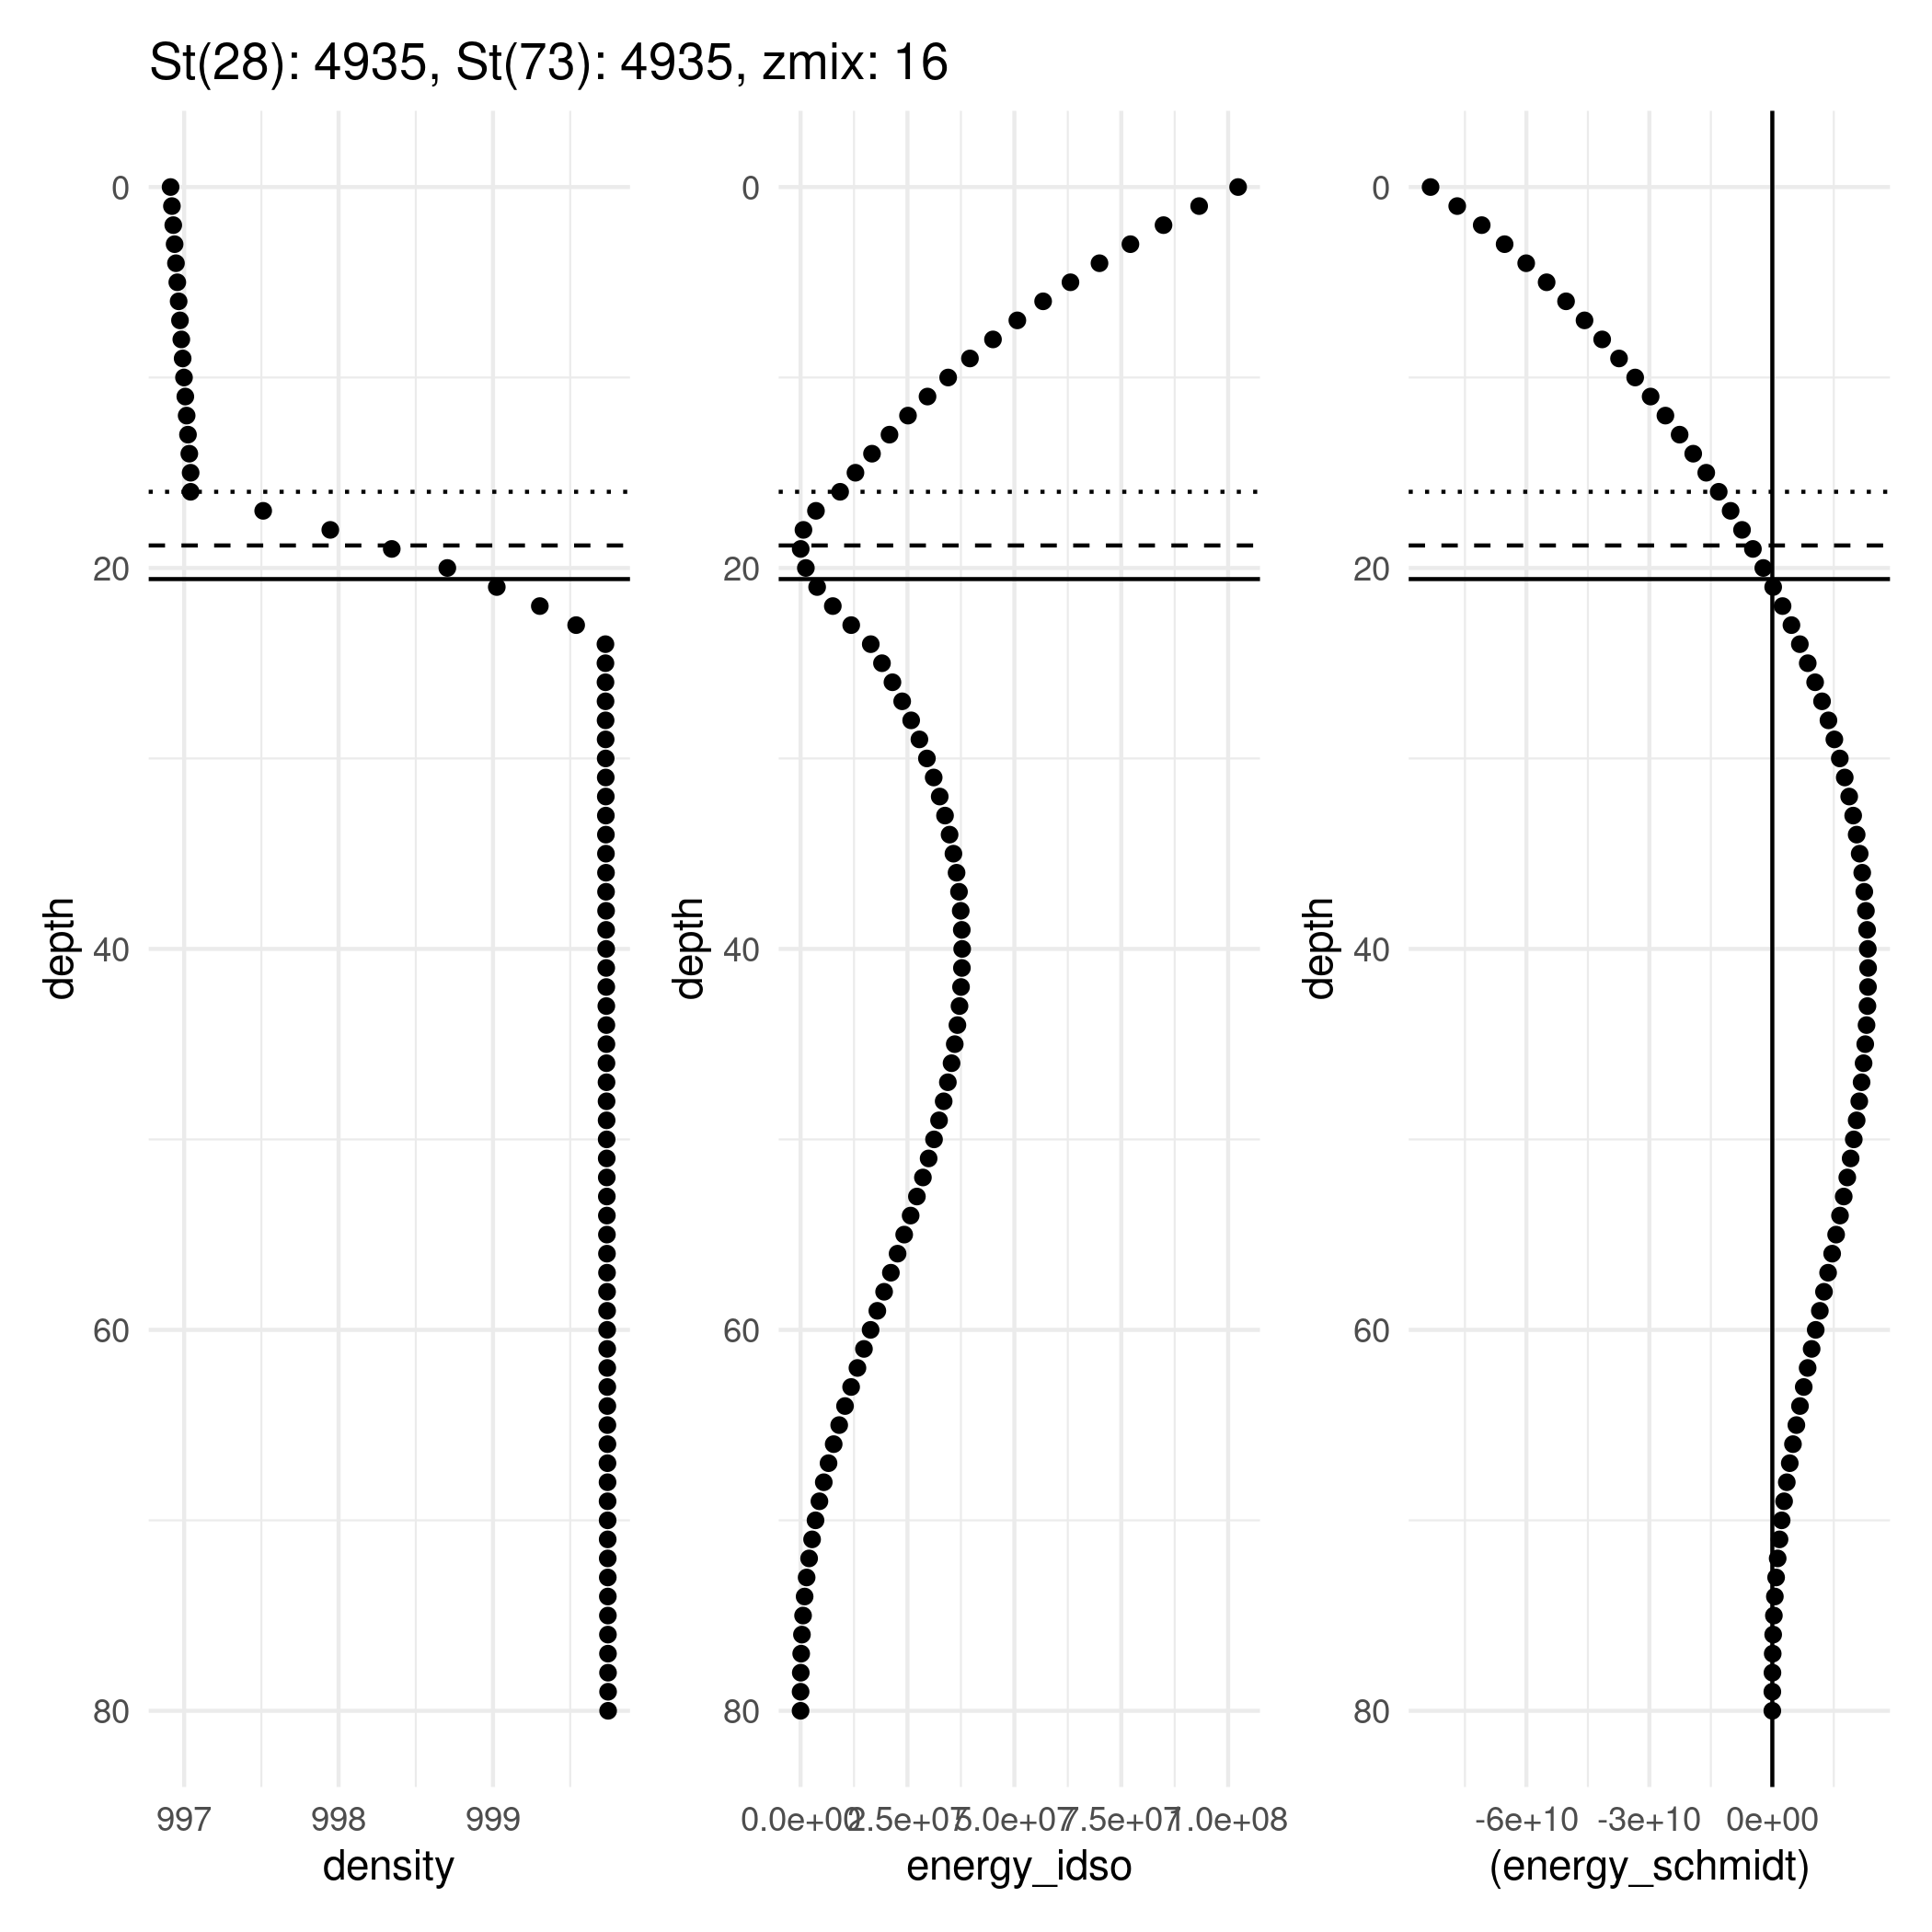 St(28): 4935, St(73): 4935, zmix: 16
0
20
40
60
80
depth
997 998 999
density
0
20
40
60
80
depth
0.0e+00 2.5e+07 5.0e+07 7.5e+07 1.0e+08
energy_idso
0
20
40
60
80
depth
-6e+10 -3e+10 0e+00
(energy_schmidt)